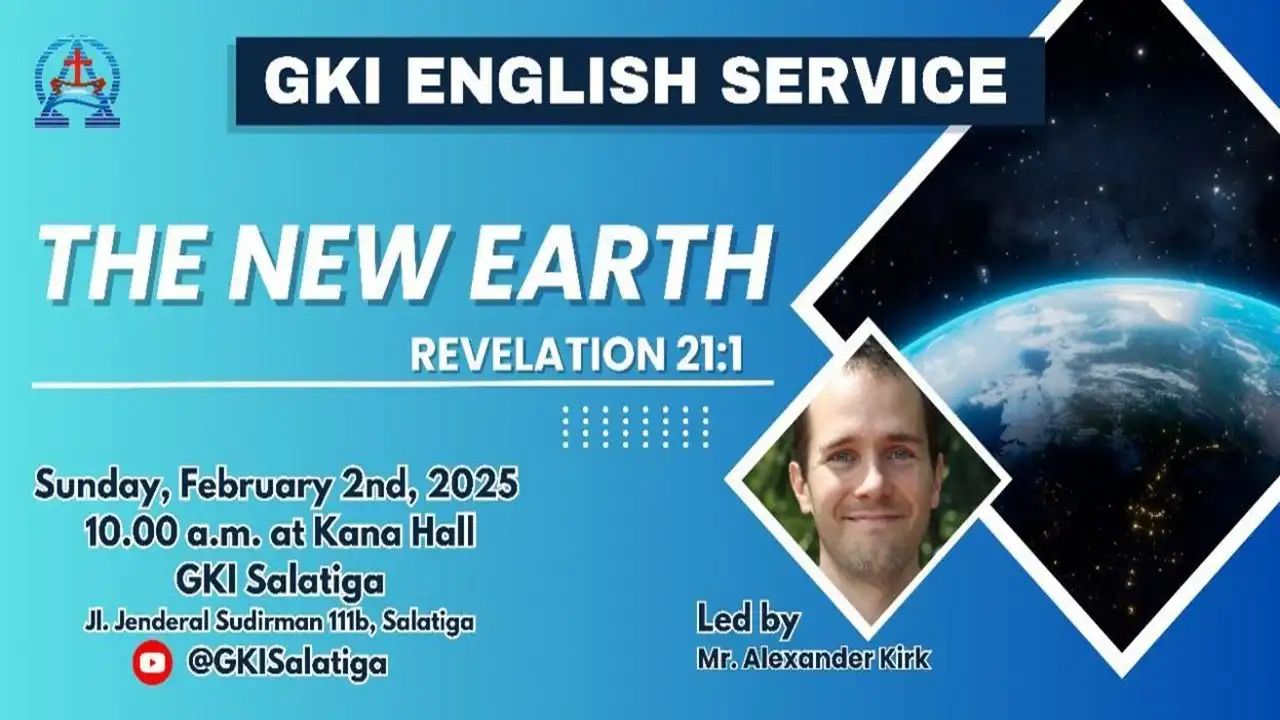 GKI ENGLISH SERVICE
THE NEW EARTH
REVELATION 21:1
Sunday, February 2nd, 2025
10.00 a.m. at Kana Hall
GKI Salatiga
Jl. Jenderal Sudirman 111b, Salatiga
@GKISalatiga
Led by
Mr. Alexander Kirk